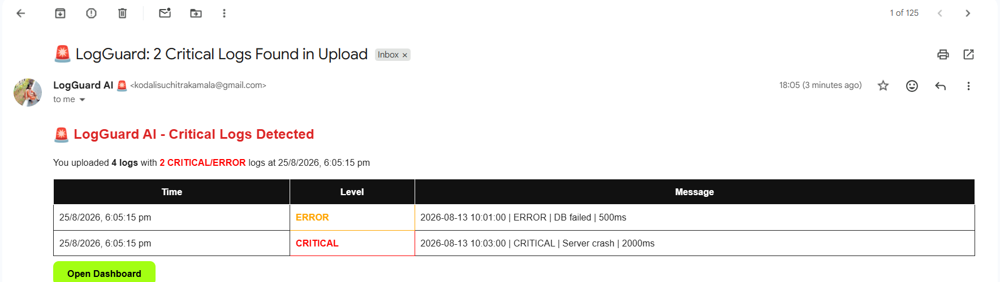 1 of 125
🚨 LogGuard: 2 Critical Logs Found in Upload Inbox ×
LogGuard AI 🚨 <kodalisuchitrakamala@gmail.com> 18:05 (3 minutes ago)
to me
🚨 LogGuard AI - Critical Logs Detected
You uploaded 4 logs with 2 CRITICAL/ERROR logs at 25/8/2026, 6:05:15 pm
Time Level Message
25/8/2026, 6:05:15 pm ERROR 2026-08-13 10:01:00 | ERROR | DB failed | 500ms
25/8/2026, 6:05:15 pm CRITICAL 2026-08-13 10:03:00 | CRITICAL | Server crash | 2000ms
Open Dashboard